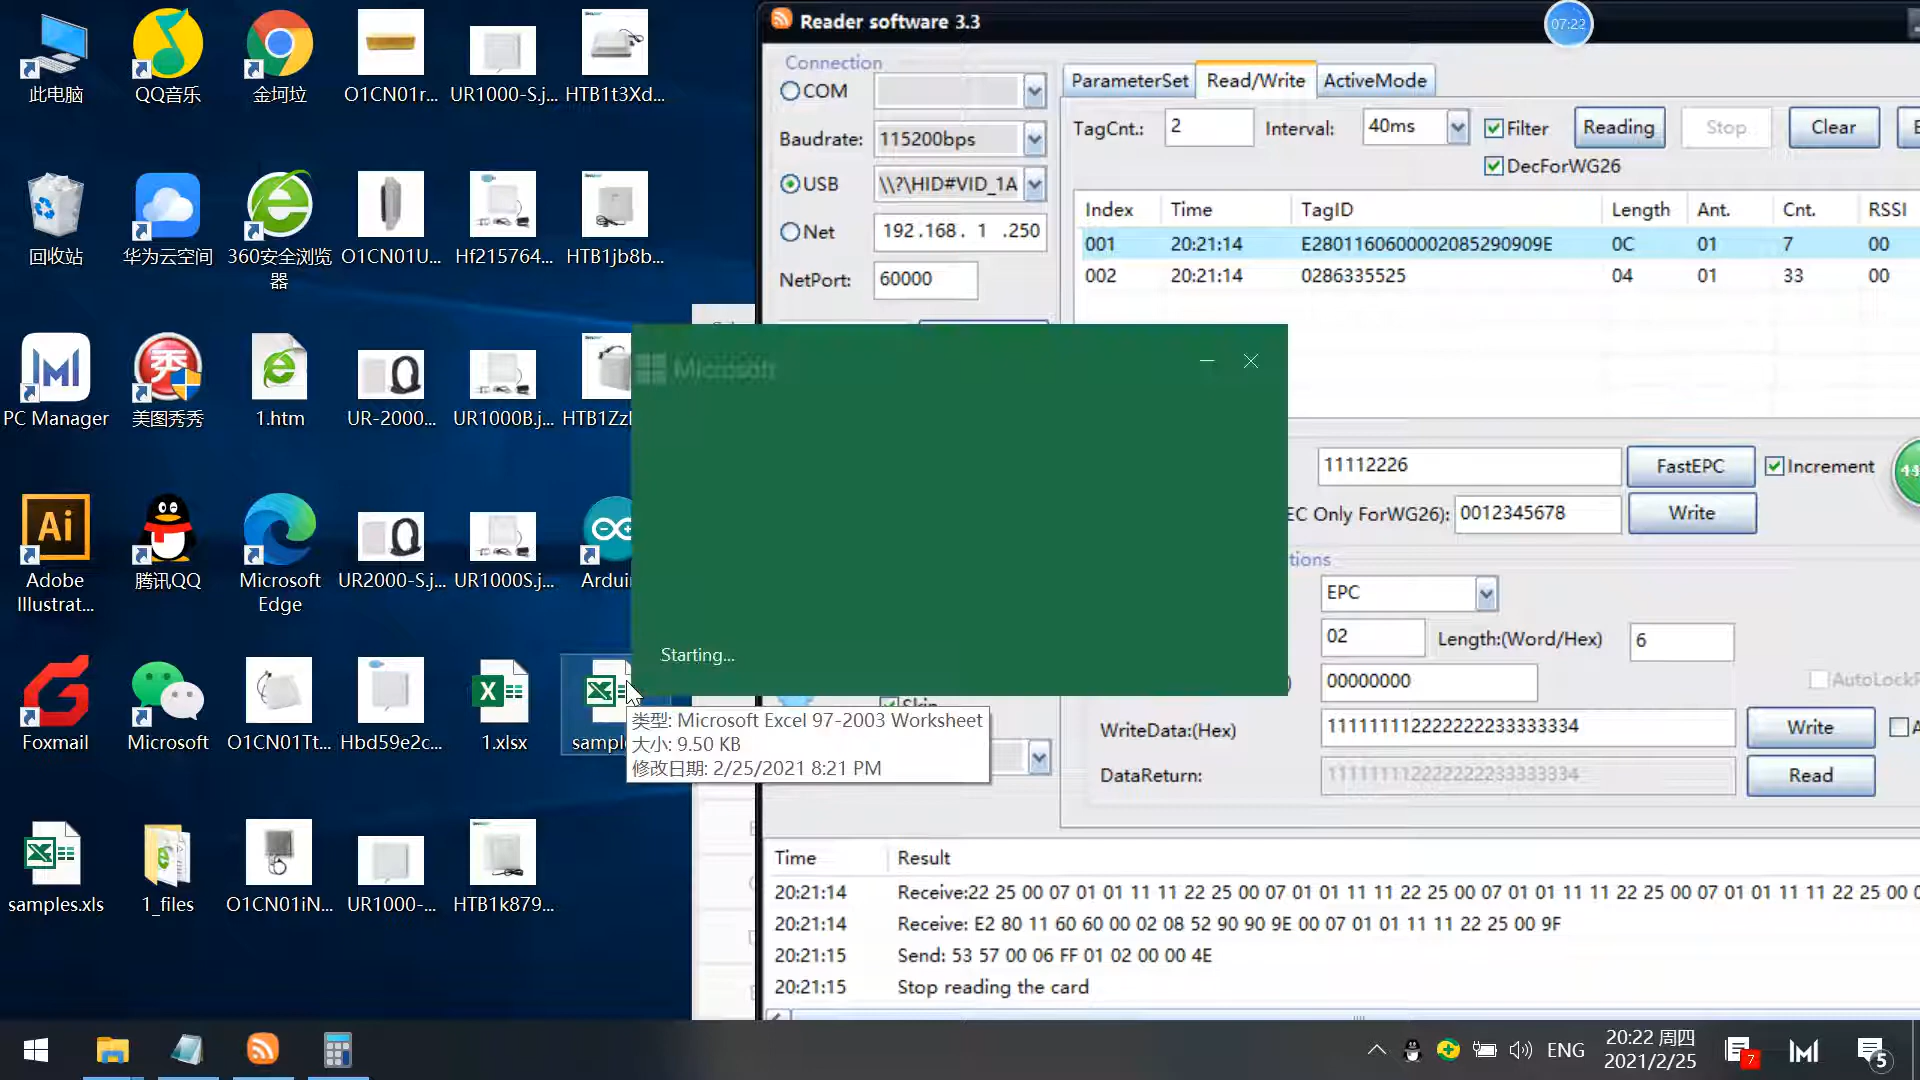 此电脑
QQ音乐
金坷垃
O1CN01r...
UR1000-S.j...
HTB1t3Xd...
回收站
华为云空间
360安全浏览
器
O1CN01U...
Hf215764...
HTB1jb8b...
PC Manager
美图秀秀
1.htm
UR-2000...
UR1000B.j...
Adobe
Illustrat...
腾讯QQ
Microsoft
Edge
UR2000-S.j...
UR1000S.j...
Foxmail
Microsoft
O1CN01Tt...
Hbd59e2c...
1.xlsx
samples.xls
1_files
O1CN01iN...
UR1000-...
HTB1k879...
Reader software 3.3
07:22
Connection
COM
Baudrate: 115200bps
USB \\?\HID#VID_1A
Net 192.168. 1 .250
NetPort: 60000
ParameterSet Read/Write ActiveMode
TagCnt.: 2 Interval: 40ms Filter Reading Stop Clear
DecForWG26
Index Time TagID Length Ant. Cnt. RSSI
001 20:21:14 E2801160600002085290909E 0C 01 7 00
002 20:21:14 0286335525 04 01 33 00
Microsoft
Starting...
类型: Microsoft Excel 97-2003 Worksheet
大小: 9.50 KB
修改日期: 2/25/2021 8:21 PM
11112226 FastEPC Increment
EC Only ForWG26): 0012345678 Write
tions
EPC
02 Length:(Word/Hex) 6
00000000
WriteData:(Hex) 111111112222222233333334 Write
DataReturn: 111111112222222233333334 Read
Time Result
20:21:14 Receive:22 25 00 07 01 01 11 11 22 25 00 07 01 01 11 11 22 25 00 07 01 01 11 11 22 25 00 07 01 01 11 11 22 25 00 0
20:21:14 Receive: E2 80 11 60 60 00 02 08 52 90 90 9E 00 07 01 01 11 11 22 25 00 9F
20:21:15 Send: 53 57 00 06 FF 01 02 00 00 4E
20:21:15 Stop reading the card
ENG
20:22 周四
2021/2/25
7
5